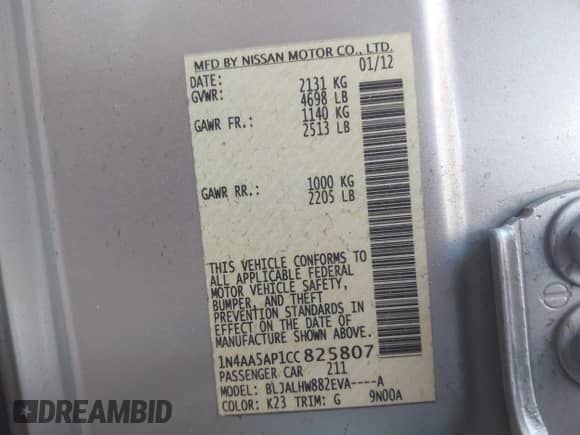 MFD BY NISSAN MOTOR CO., LTD.
DATE: 01/12
GVWR: 2131 KG
4698 LB
GAWR FR.: 1140 KG
2513 LB
GAWR RR.: 1000 KG
2205 LB
THIS VEHICLE CONFORMS TO
ALL APPLICABLE FEDERAL
MOTOR VEHICLE SAFETY,
BUMPER, AND THEFT
PREVENTION STANDARDS IN
EFFECT ON THE DATE OF
MANUFACTURE SHOWN ABOVE.
1N4AA5AP1CC825807
PASSENGER CAR 211
MODEL: BLJALHW882EVA----A
COLOR: K23 TRIM: G 9N00A
DREAMBID